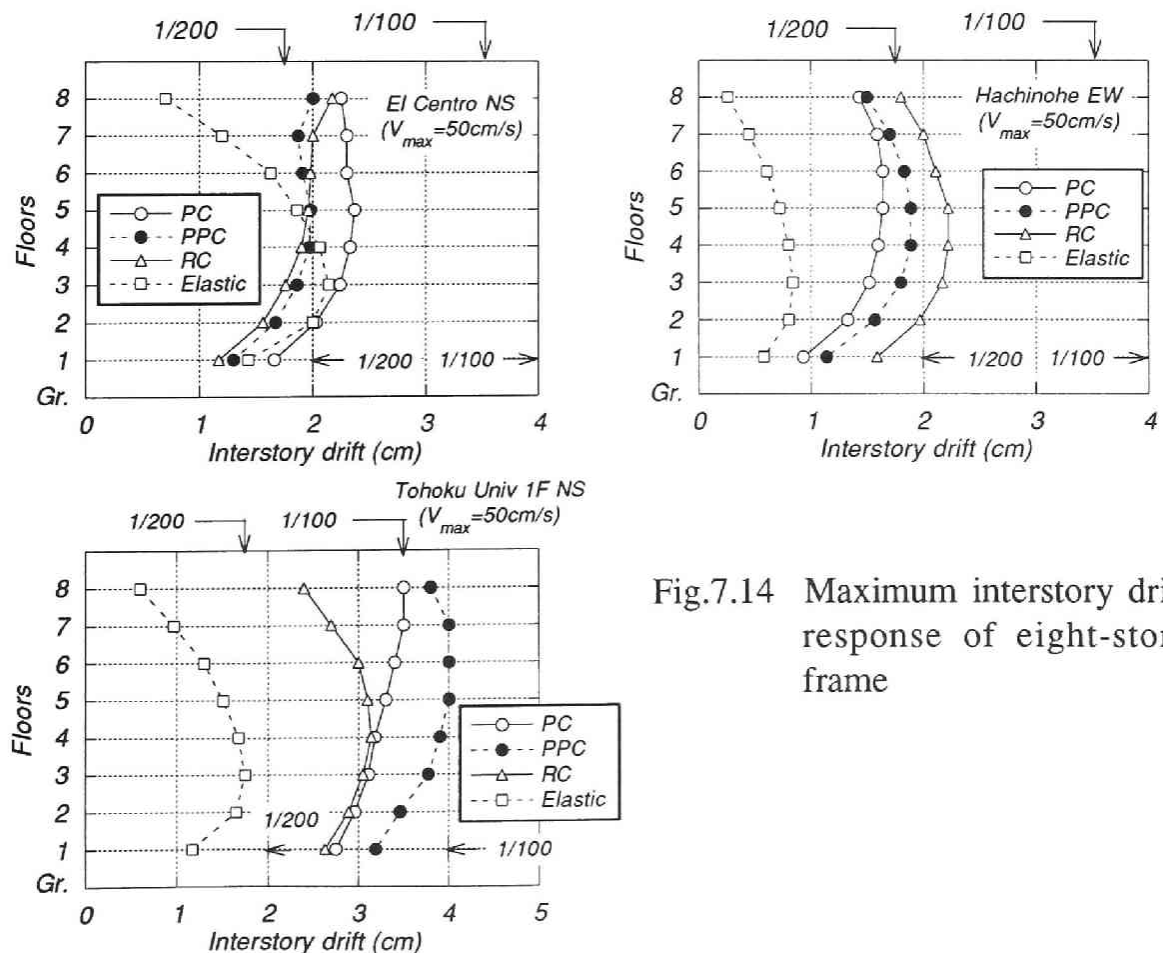 1/200
1/100
El Centro NS
(Vmax=50cm/s)
8
7
6
5
4
3
2
1
Gr.
Floors
PC
PPC
RC
Elastic
1/200
1/100
0
1
2
3
4
Interstory drift (cm)
1/200
1/100
Hachinohe EW
(Vmax=50cm/s)
8
7
6
5
4
3
2
1
Gr.
Floors
PC
PPC
RC
Elastic
1/200
1/100
0
1
2
3
4
Interstory drift (cm)
Tohoku Univ 1F NS
(Vmax=50cm/s)
1/200
1/100
8
7
6
5
4
3
2
1
Gr.
Floors
PC
PPC
RC
Elastic
1/200
1/100
0
1
2
3
4
5
Interstory drift (cm)
Fig.7.14 Maximum interstory dri
response of eight-stor
frame